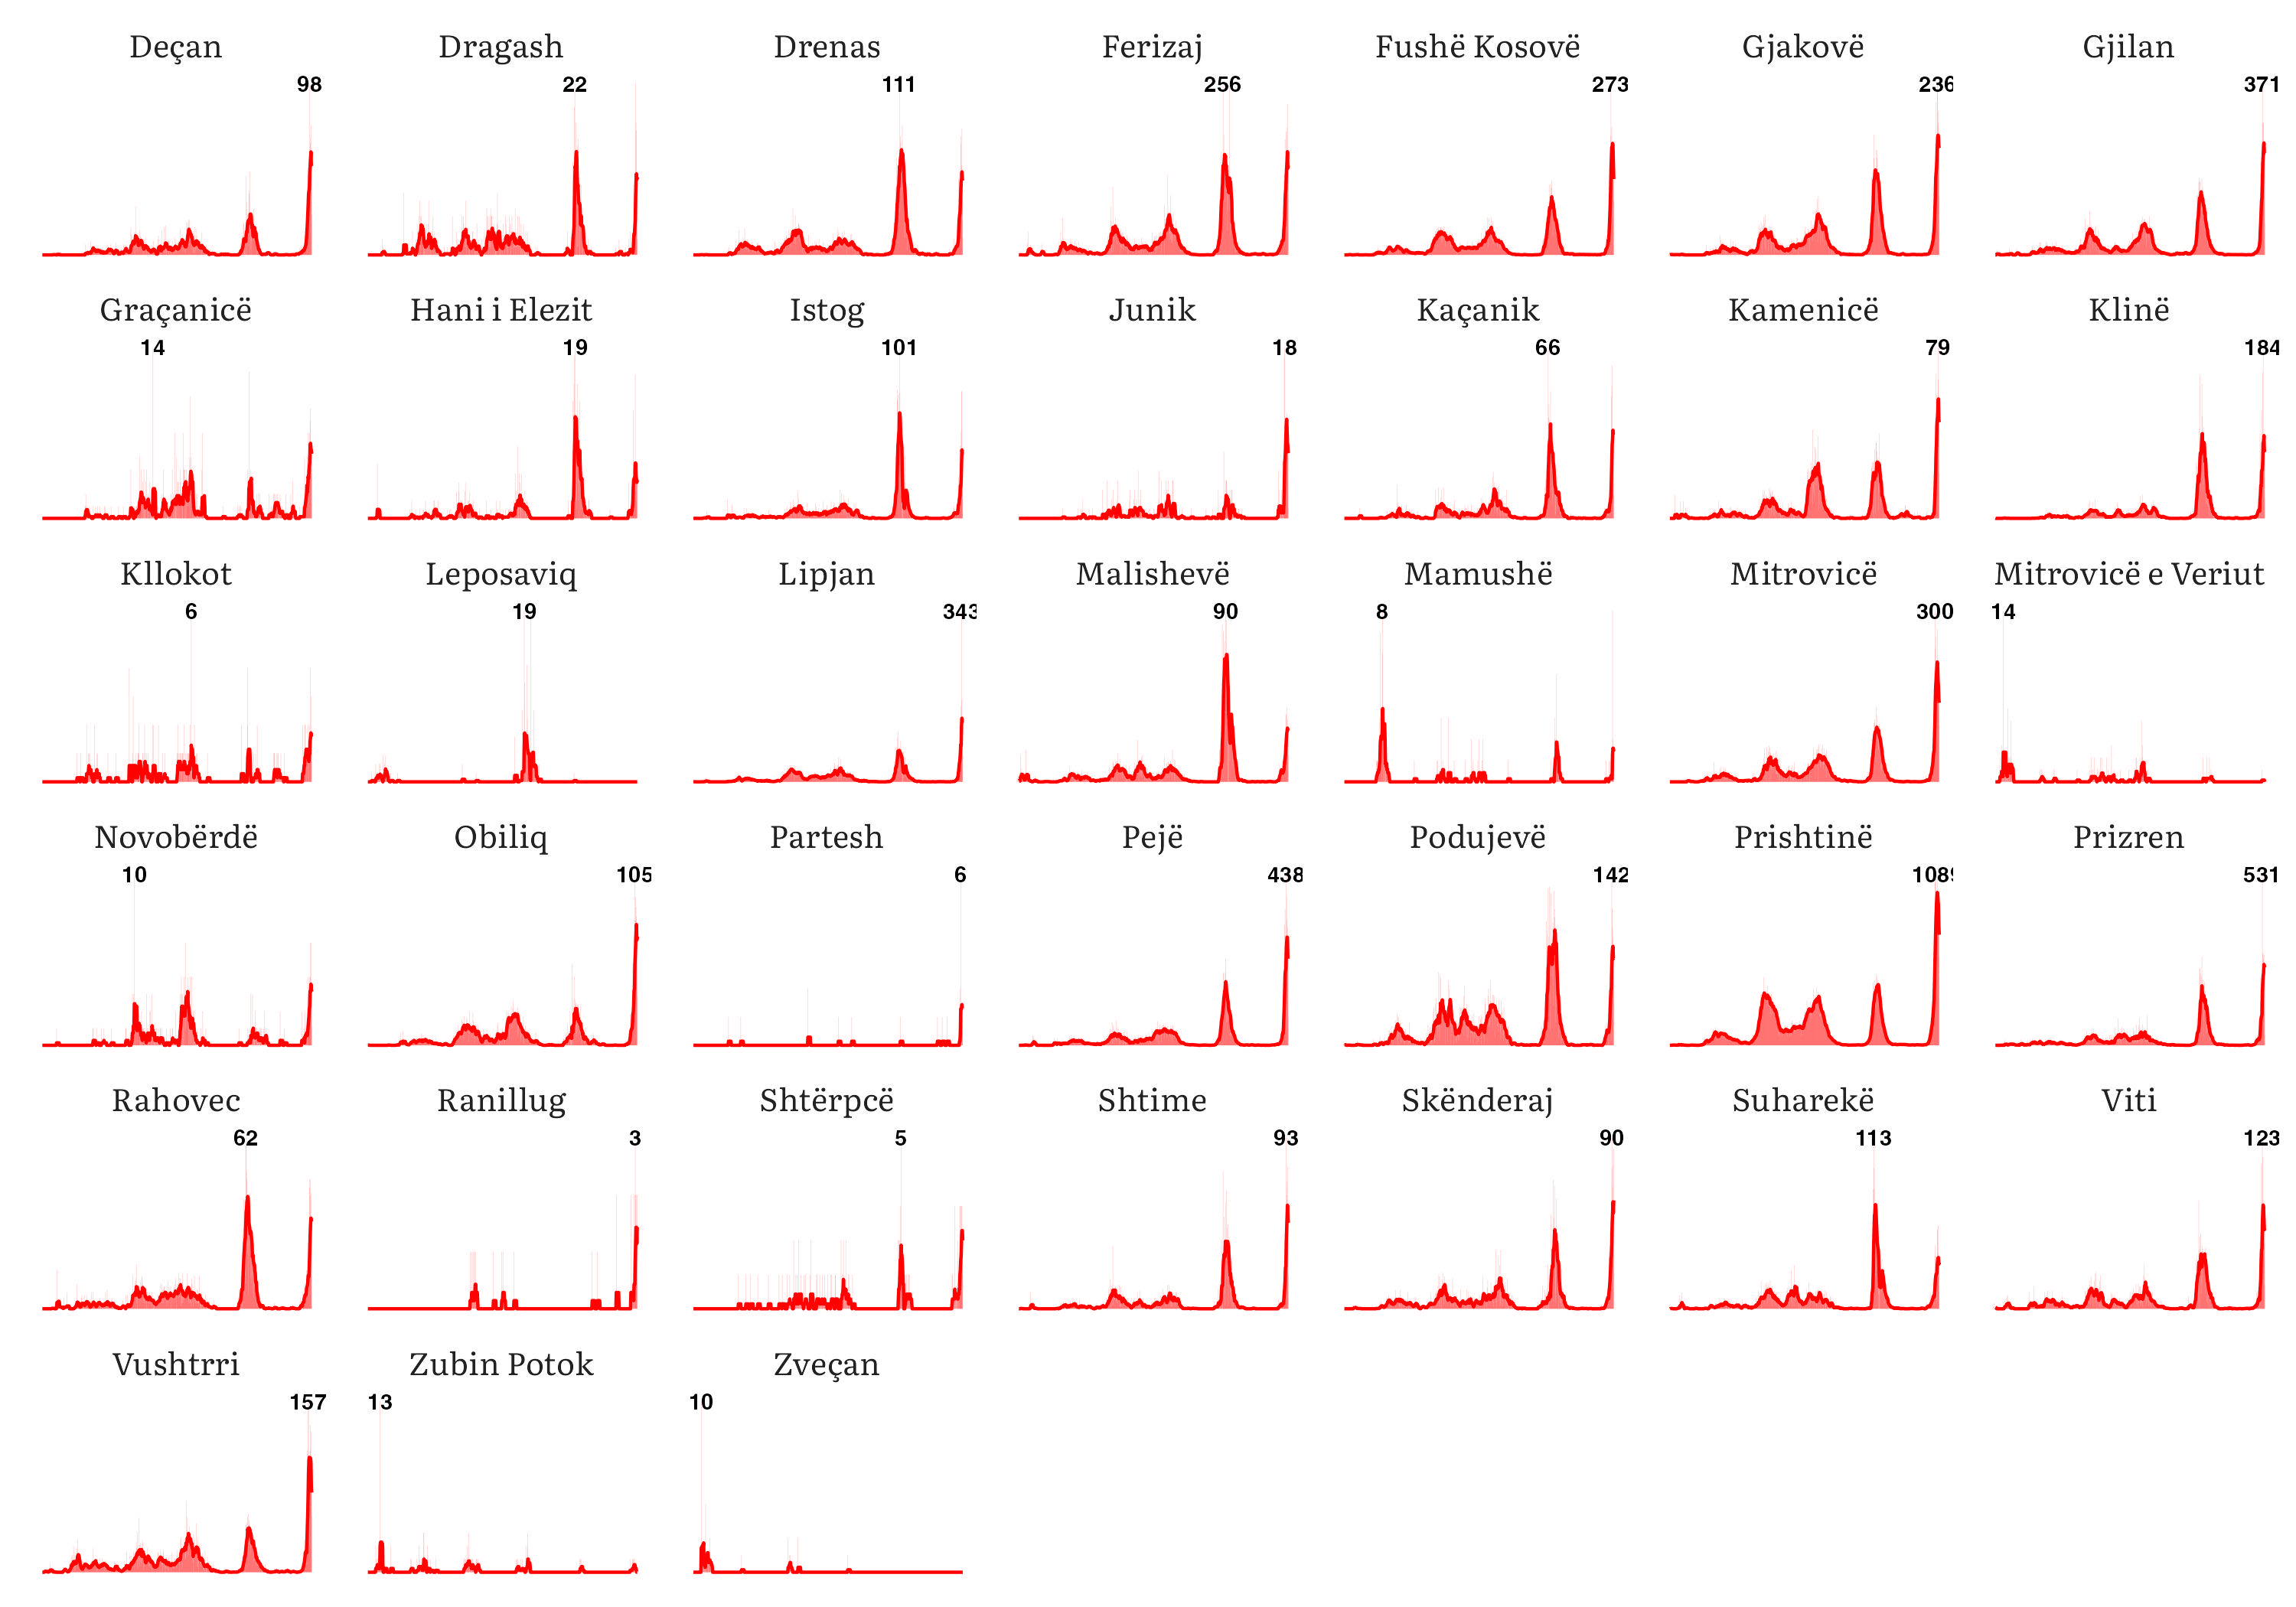 Deçan Dragash Drenas Ferizaj Fushë Kosovë Gjakovë Gjilan
98 22 111 256 273 236 371
Graçanicë Hani i Elezit Istog Junik Kaçanik Kamenicë Klinë
14 19 101 18 66 79 184
Kllokot Leposaviq Lipjan Malishevë Mamushë Mitrovicë Mitrovicë e Veriut
6 19 343 90 8 300 14
Novobërdë Obiliq Partesh Pejë Podujevë Prishtinë Prizren
10 105 6 438 142 1089 531
Rahovec Ranillug Shtërpcë Shtime Skënderaj Suharekë Viti
62 3 5 93 90 113 123
Vushtrri Zubin Potok Zveçan
157 13 10